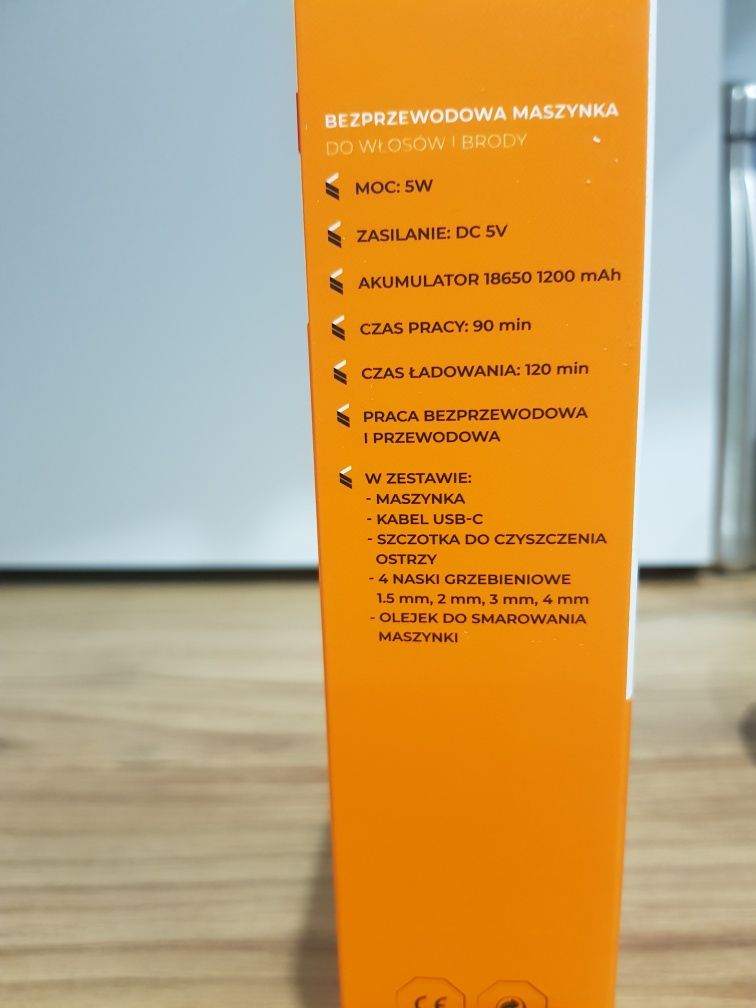 BEZPRZEWODOWA MASZYNKA
DO WŁOSÓW I BRODY
MOC: 5W
ZASILANIE: DC 5V
AKUMULATOR 18650 1200 mAh
CZAS PRACY: 90 min
CZAS ŁADOWANIA: 120 min
PRACA BEZPRZEWODOWA
I PRZEWODOWA
W ZESTAWIE:
- MASZYNKA
- KABEL USB-C
- SZCZOTKA DO CZYSZCZENIA
OSTRZY
- 4 NASKI GRZEBIENIOWE
1.5 mm, 2 mm, 3 mm, 4 mm
- OLEJEK DO SMAROWANIA
MASZYNKI
CE